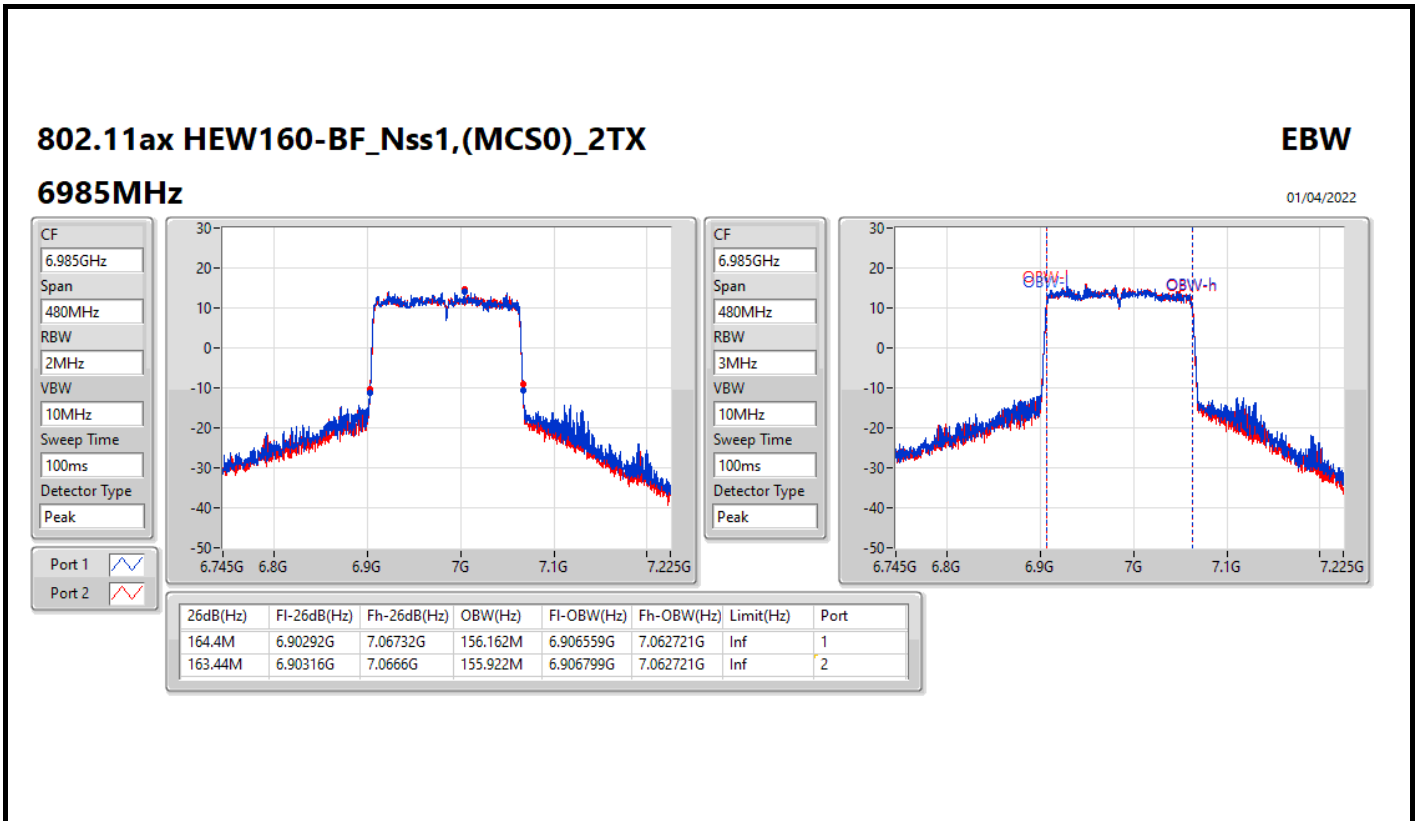 802.11ax HEW160-BF_Nss1,(MCS0)_2TX
EBW
6985MHz
01/04/2022
CF
6.985GHz
Span
480MHz
RBW
2MHz
VBW
10MHz
Sweep Time
100ms
Detector Type
Peak
Port 1
Port 2
30
20
10
0
-10
-20
-30
-40
-50
6.745G 6.8G 6.9G 7G 7.1G 7.225G
CF
6.985GHz
Span
480MHz
RBW
3MHz
VBW
10MHz
Sweep Time
100ms
Detector Type
Peak
30
20
10
0
-10
-20
-30
-40
-50
OBW-l
OBW-h
6.745G 6.8G 6.9G 7G 7.1G 7.225G
26dB(Hz) Fl-26dB(Hz) Fh-26dB(Hz) OBW(Hz) Fl-OBW(Hz) Fh-OBW(Hz) Limit(Hz) Port
164.4M 6.90292G 7.06732G 156.162M 6.906559G 7.062721G Inf 1
163.44M 6.90316G 7.0666G 155.922M 6.906799G 7.062721G Inf 2